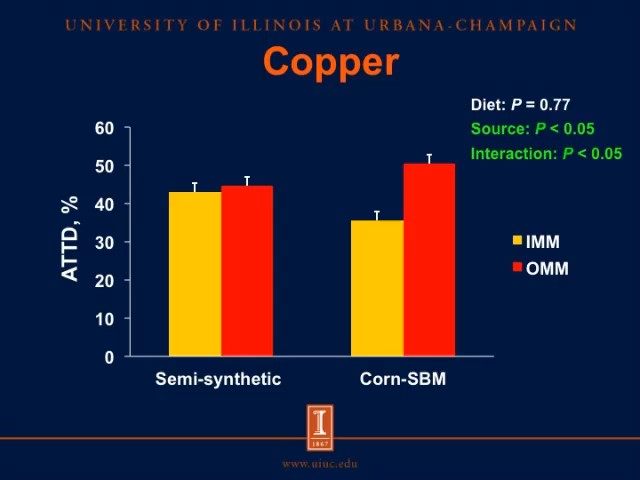 UNIVERSITY OF ILLINOIS AT URBANA-CHAMPAIGN
Copper
Diet: P = 0.77
Source: P < 0.05
Interaction: P < 0.05
60
50
40
30
20
10
0
ATTD, %
IMM
OMM
Semi-synthetic
Corn-SBM
I
1867
www.uiuc.edu